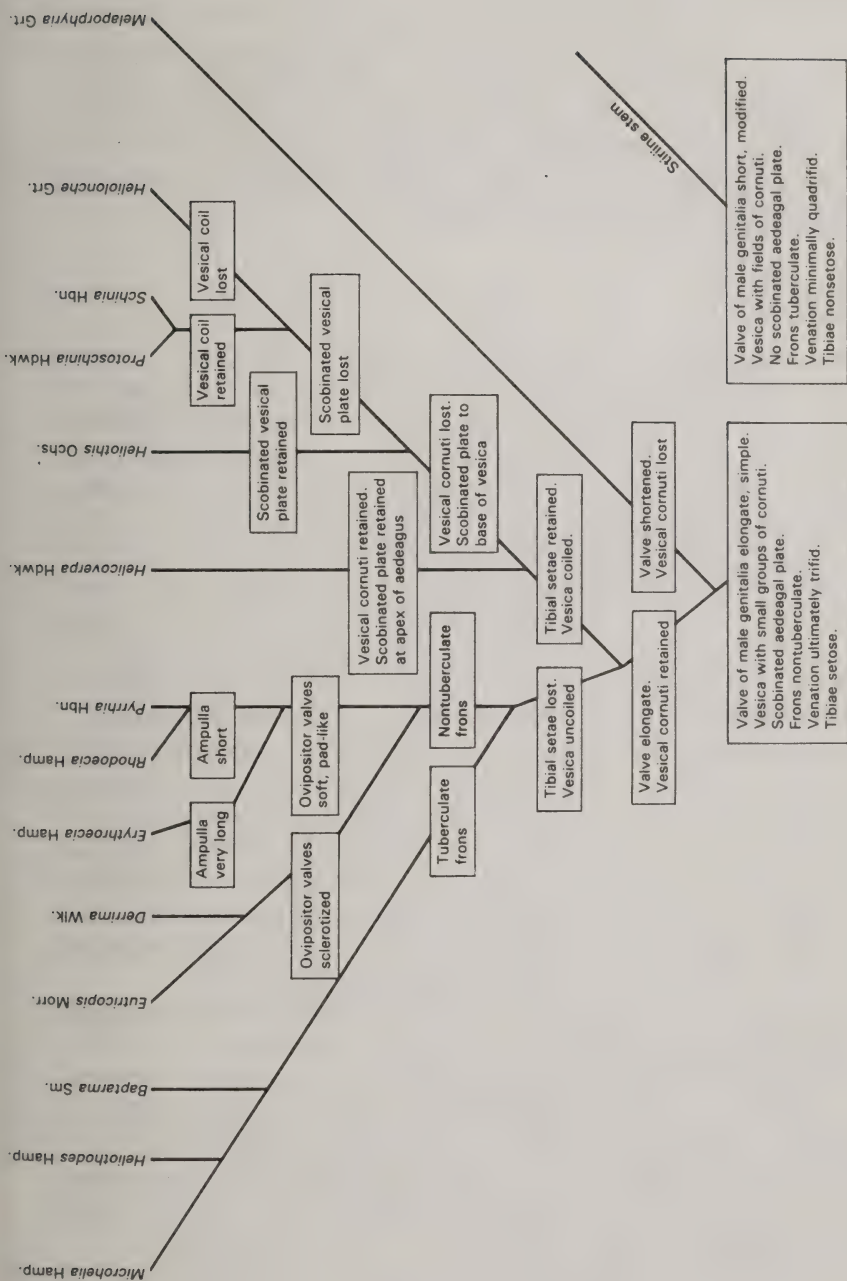 Melaporphyria Grt.
Heliolonche Grt.
Schinia Hbn.
Protoschinia Hdwk.
Heliothis Ochs.
Helicoverpa Hdwk.
Pyrrhia Hbn.
Rhodoecia Hamp.
Erythroecia Hamp.
Derrima Wlk.
Eutricopis Morr.
Baptarma Sm.
Heliothodes Hamp.
Microhelia Hamp.
Vesical coil
lost
Vesical coil
retained
Scobinated vesical
plate lost
Scobinated vesical
plate retained
Vesical cornuti lost.
Scobinated plate to
base of vesica
Vesical cornuti retained.
Scobinated plate retained
at apex of aedeagus
Ampulla
short
Ampulla
very long
Ovipositor valves
soft, pad-like
Ovipositor valves
sclerotized
Nontuberculate
frons
Tuberculate
frons
Tibial setae retained.
Vesica coiled.
Tibial setae lost.
Vesica uncoiled
Valve shortened.
Vesical cornuti lost
Valve elongate.
Vesical cornuti retained
Stiriine stem
Valve of male genitalia short, modified.
Vesica with fields of cornuti.
No scobinated aedeagal plate.
Frons tuberculate.
Venation minimally quadrifid.
Tibiae nonsetose.
Valve of male genitalia elongate, simple.
Vesica with small groups of cornuti.
Scobinated aedeagal plate.
Frons nontuberculate.
Venation ultimately trifid.
Tibiae setose.